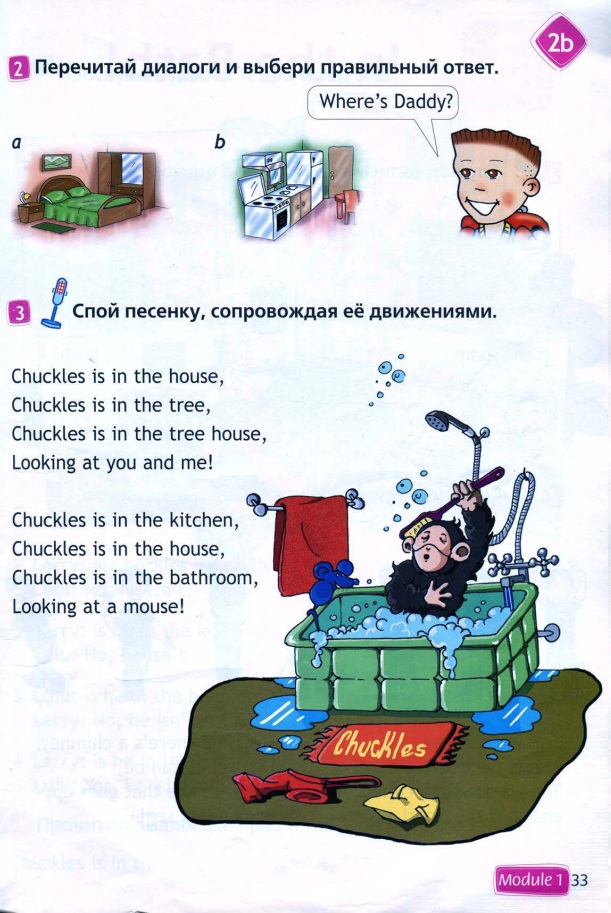 2b
2 Перечитай диалоги и выбери правильный ответ.
Where's Daddy?
a
b
3 Спой песенку, сопровождая её движениями.
Chuckles is in the house,
Chuckles is in the tree,
Chuckles is in the tree house,
Looking at you and me!
Chuckles is in the kitchen,
Chuckles is in the house,
Chuckles is in the bathroom,
Looking at a mouse!
Chuckles
Module 1 33